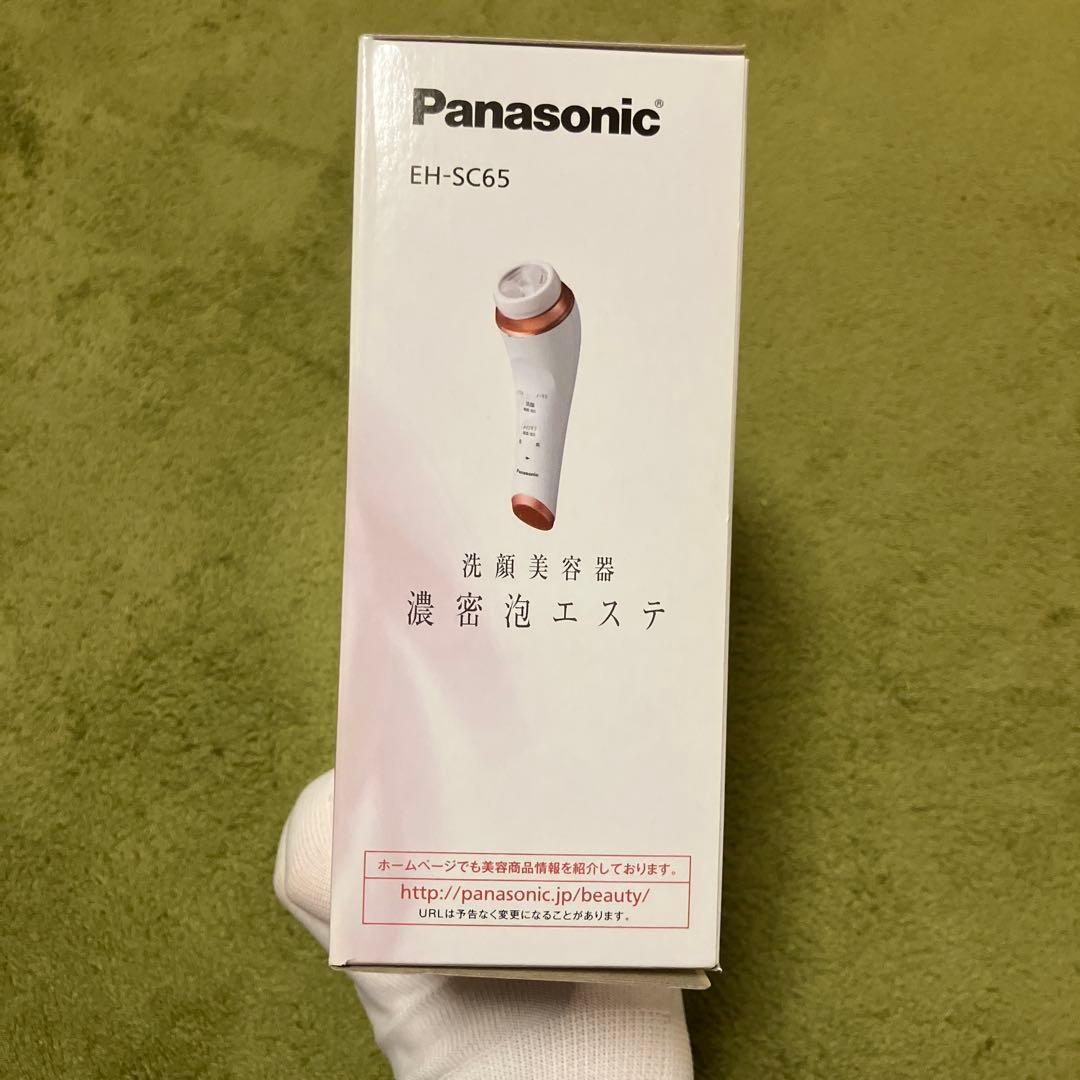 Panasonic®
EH-SC65
Panasonic
洗顔美容器
濃密泡エステ
ホームページでも美容商品情報を紹介しております。
http://panasonic.jp/beauty/
URLは予告なく変更になることがあります。